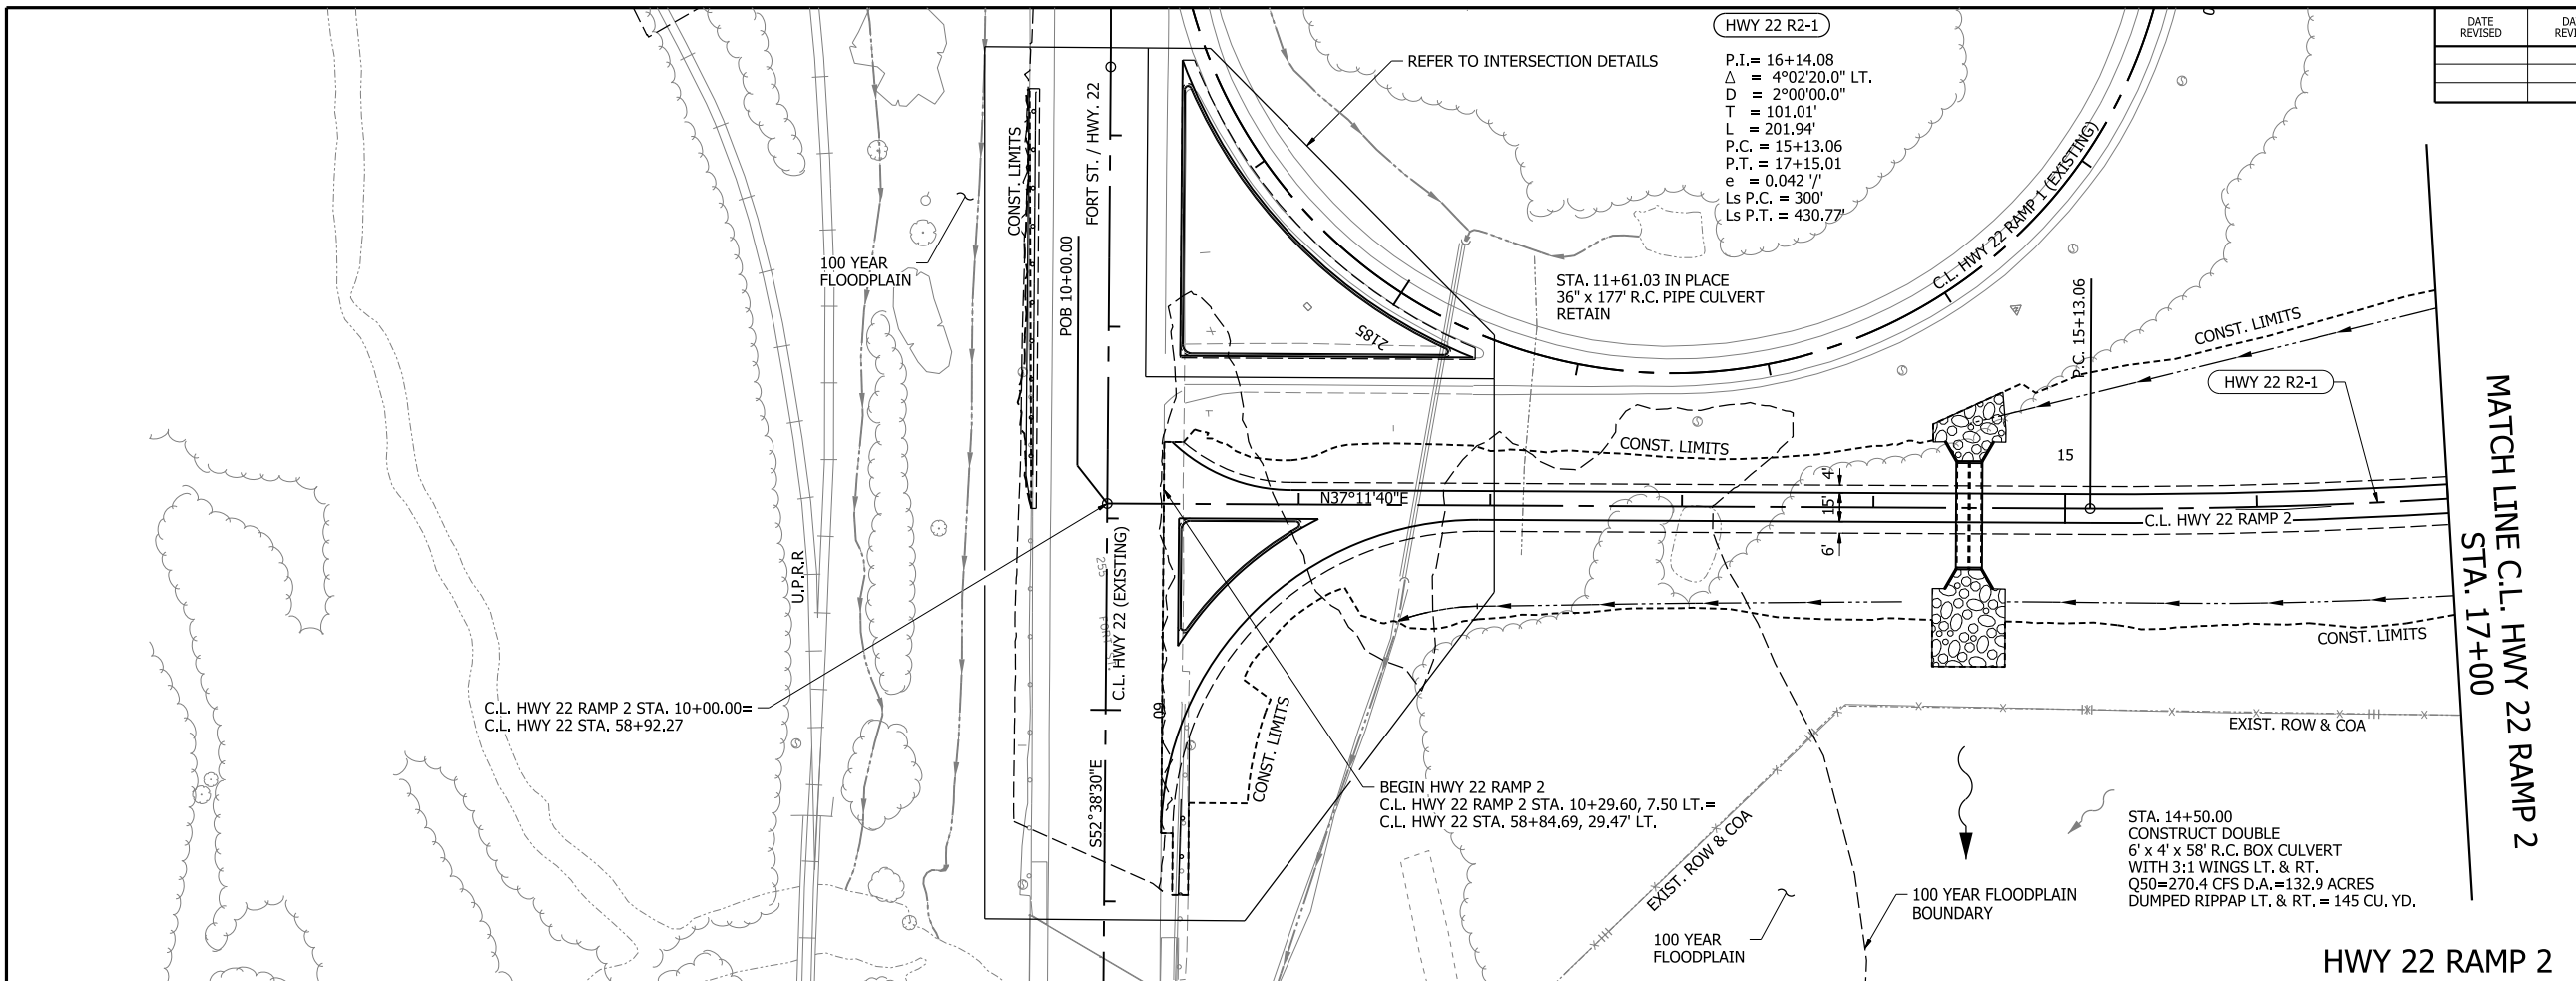 HWY 22 R2-1
P.I.= 16+14.08
Δ = 4°02'20.0" LT.
D = 2°00'00.0"
T = 101.01'
L = 201.94'
P.C. = 15+13.06
P.T. = 17+15.01
e = 0.042 '/'
Ls P.C. = 300'
Ls P.T. = 430.77'
DATE
REVISED
REFER TO INTERSECTION DETAILS
CONST. LIMITS
FORT ST. / HWY. 22
POB 10+00.00
100 YEAR
FLOODPLAIN
STA. 11+61.03 IN PLACE
36" x 177' R.C. PIPE CULVERT
RETAIN
2185
C.L. HWY 22 RAMP 1 (EXISTING)
P.C. 15+13.06
CONST. LIMITS
HWY 22 R2-1
MATCH LINE C.L. HWY 22 RAMP 2
STA. 17+00
CONST. LIMITS
15
N37°11'40"E
4'
15'
6'
C.L. HWY 22 RAMP 2
U.P.R.R
255
C.L. HWY 22 (EXISTING)
60
CONST. LIMITS
C.L. HWY 22 RAMP 2 STA. 10+00.00=
C.L. HWY 22 STA. 58+92.27
EXIST. ROW & COA
CONST. LIMITS
S52°38'30"E
BEGIN HWY 22 RAMP 2
C.L. HWY 22 RAMP 2 STA. 10+29.60, 7.50 LT.=
C.L. HWY 22 STA. 58+84.69, 29.47' LT.
EXIST. ROW & COA
STA. 14+50.00
CONSTRUCT DOUBLE
6' x 4' x 58' R.C. BOX CULVERT
WITH 3:1 WINGS LT. & RT.
Q50=270.4 CFS D.A.=132.9 ACRES
DUMPED RIPPAP LT. & RT. = 145 CU. YD.
100 YEAR FLOODPLAIN
BOUNDARY
100 YEAR
FLOODPLAIN
HWY 22 RAMP 2